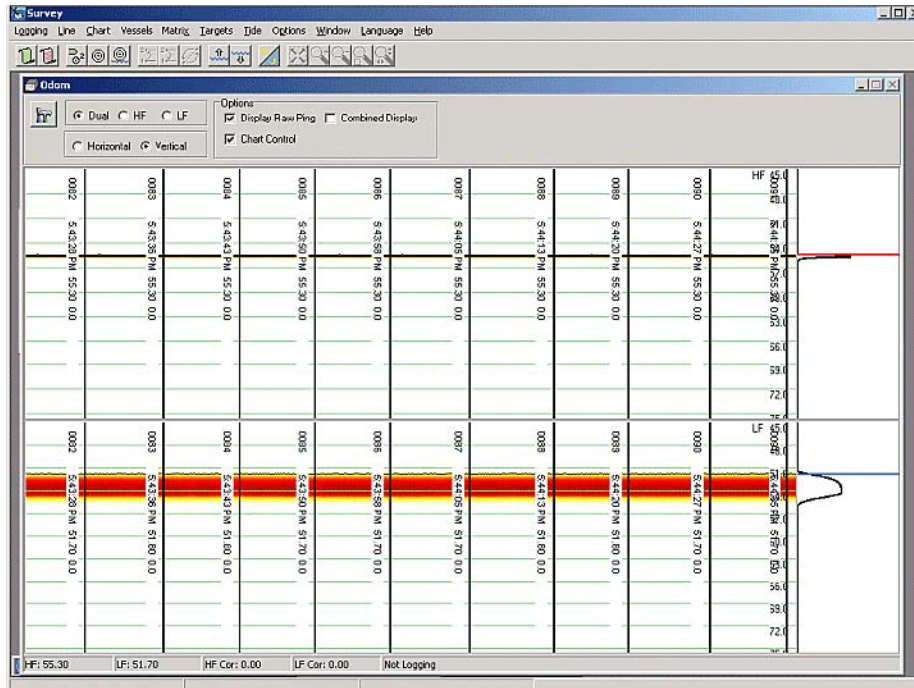 Survey
Logging Line Chart Vessels Matrix Targets Tide Options Window Language Help
Odom
Dual HF LF
Options
Display Raw Ping Combined Display
Chart Control
Horizontal Vertical
HF 45.0
0082 5:43:28 PM 55.30 0.0
0083 5:43:36 PM 55.30 0.0
0084 5:43:43 PM 55.30 0.0
0085 5:43:50 PM 55.30 0.0
0086 5:43:58 PM 55.30 0.0
0087 5:44:05 PM 55.30 0.0
0088 5:44:13 PM 55.30 0.0
0089 5:44:20 PM 55.30 0.0
0090 5:44:27 PM 55.30 0.0
72.0
LF 45.0
0082 5:43:28 PM 51.70 0.0
0083 5:43:36 PM 51.80 0.0
0084 5:43:43 PM 51.80 0.0
0085 5:43:50 PM 51.70 0.0
0086 5:43:58 PM 51.70 0.0
0087 5:44:05 PM 51.70 0.0
0088 5:44:13 PM 51.80 0.0
0089 5:44:20 PM 51.70 0.0
0090 5:44:27 PM 51.70 0.0
72.0
HF: 55.30 LF: 51.70 HF Cor: 0.00 LF Cor: 0.00 Not Logging